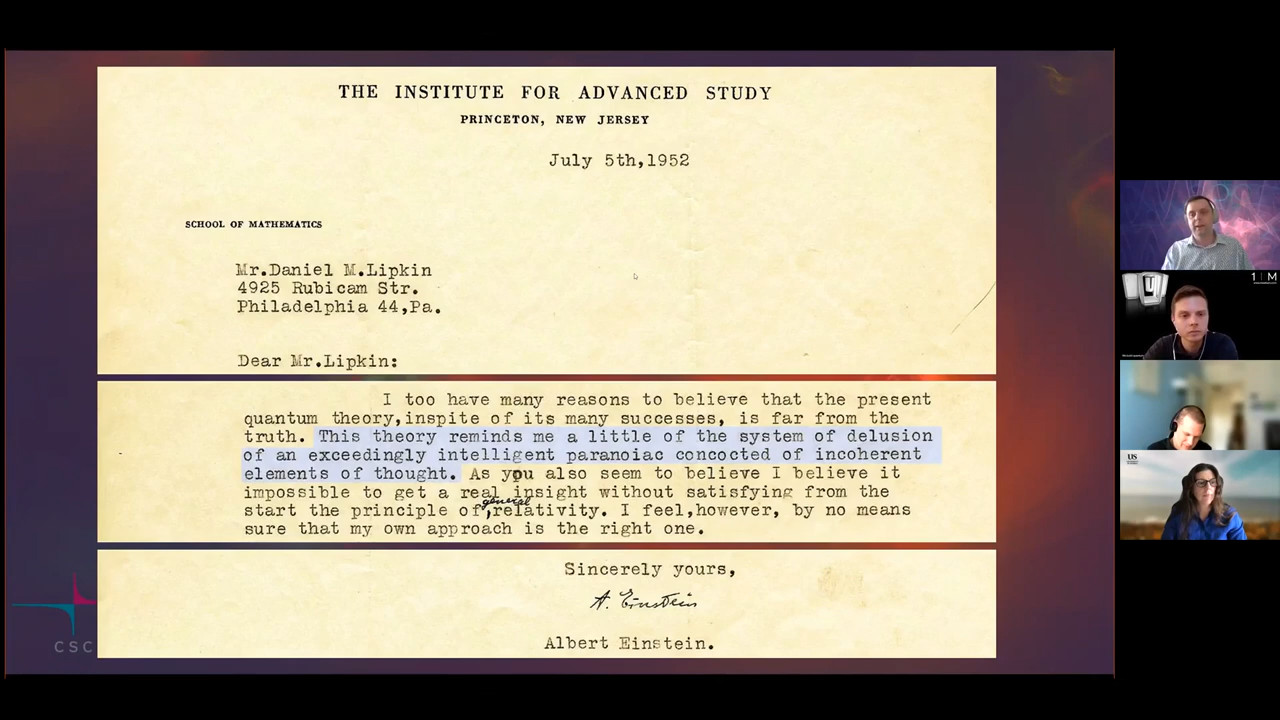 THE INSTITUTE FOR ADVANCED STUDY
PRINCETON, NEW JERSEY
July 5th,1952
SCHOOL OF MATHEMATICS
Mr.Daniel M.Lipkin
4925 Rubicam Str.
Philadelphia 44,Pa.
Dear Mr.Lipkin:
I too have many reasons to believe that the present
quantum theory,inspite of its many successes, is far from the
truth. This theory reminds me a little of the system of delusion
of an exceedingly intelligent paranoiac concocted of incoherent
elements of thought. As you also seem to believe I believe it
impossible to get a real insight without satisfying from the
general
start the principle of,relativity. I feel,however, by no means
sure that my own approach is the right one.
Sincerely yours,
A. Einstein
Albert Einstein.
CSC
1 M
US